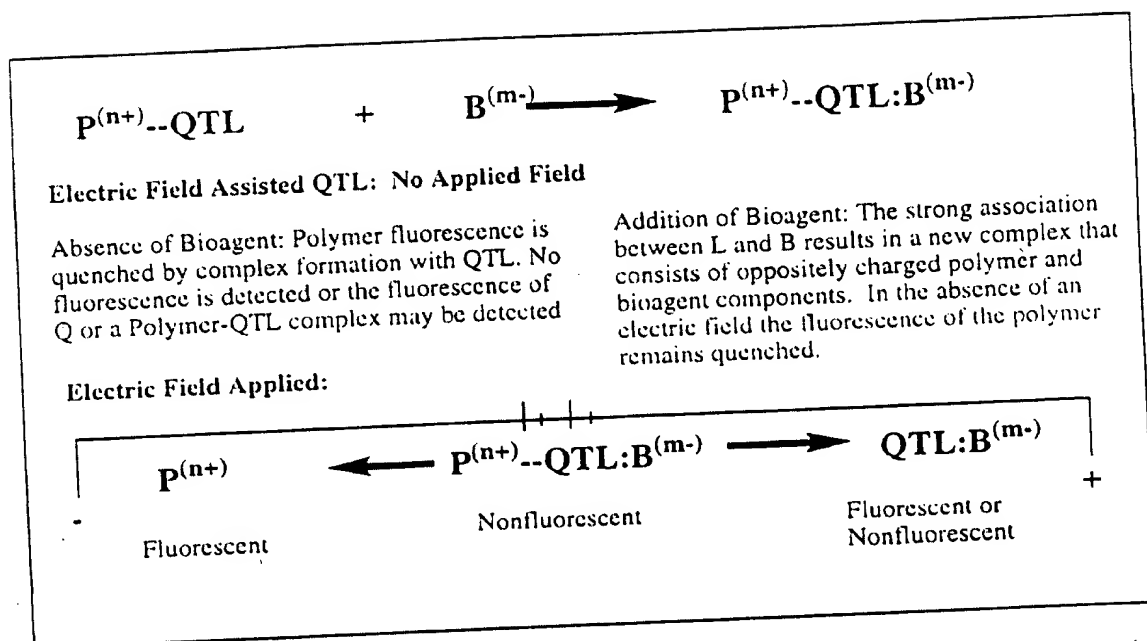 P(n+)--QTL + B(m-) P(n+)--QTL:B(m-)
Electric Field Assisted QTL: No Applied Field
Absence of Bioagent: Polymer fluorescence is
quenched by complex formation with QTL. No
fluorescence is detected or the fluorescence of
Q or a Polymer-QTL complex may be detected
Addition of Bioagent: The strong association
between L and B results in a new complex that
consists of oppositely charged polymer and
bioagent components. In the absence of an
electric field the fluorescence of the polymer
remains quenched.
Electric Field Applied:
P(n+) P(n+)--QTL:B(m-) QTL:B(m-)
- +
Fluorescent
Nonfluorescent
Fluorescent or
Nonfluorescent